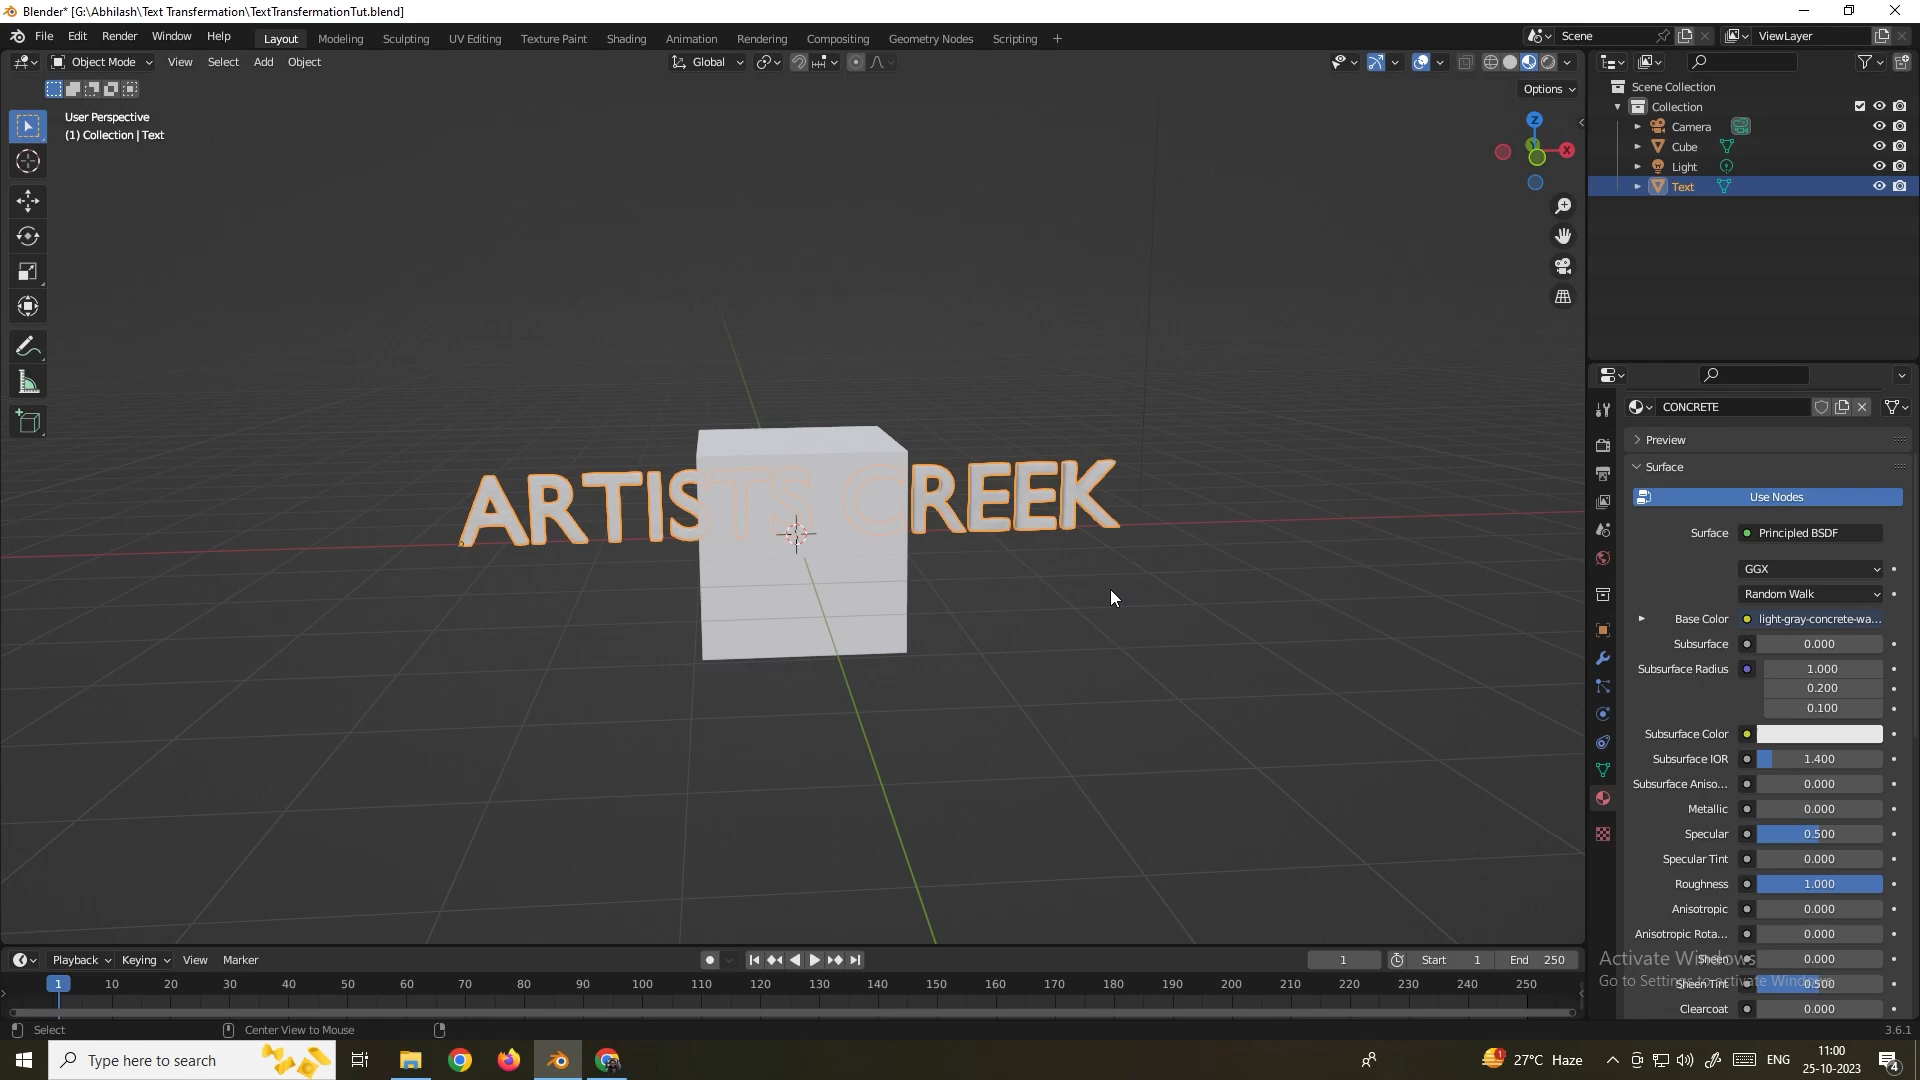 Blender* [G:\Abhilash\Text Transfermation\TextTransfermationTut.blend]
File Edit Render Window Help Layout Modeling Sculpting UV Editing Texture Paint Shading Animation Rendering Compositing Geometry Nodes Scripting + Scene ViewLayer
Object Mode View Select Add Object Global
Options
User Perspective
(1) Collection | Text
Z
X
Scene Collection
Collection
Camera
Cube
Light
Text
ARTISTS CREEK
CONCRETE
Preview
Surface
Use Nodes
Surface Principled BSDF
GGX
Random Walk
Base Color light-gray-concrete-wa...
Subsurface 0.000
Subsurface Radius 1.000
0.200
0.100
Subsurface Color
Subsurface IOR 1.400
Subsurface Aniso... 0.000
Metallic 0.000
Specular 0.500
Specular Tint 0.000
Roughness 1.000
Anisotropic 0.000
Anisotropic Rota... 0.000
Sheen 0.000
Sheen Tint 0.500
Clearcoat 0.000
Activate Windows
Go to Settings to activate Windows.
Playback Keying View Marker 1 Start 1 End 250
1 10 20 30 40 50 60 70 80 90 100 110 120 130 140 150 160 170 180 190 200 210 220 230 240 250
Select Center View to Mouse 3.6.1
Type here to search 1 27°C Haze ENG 11:00
25-10-2023 4